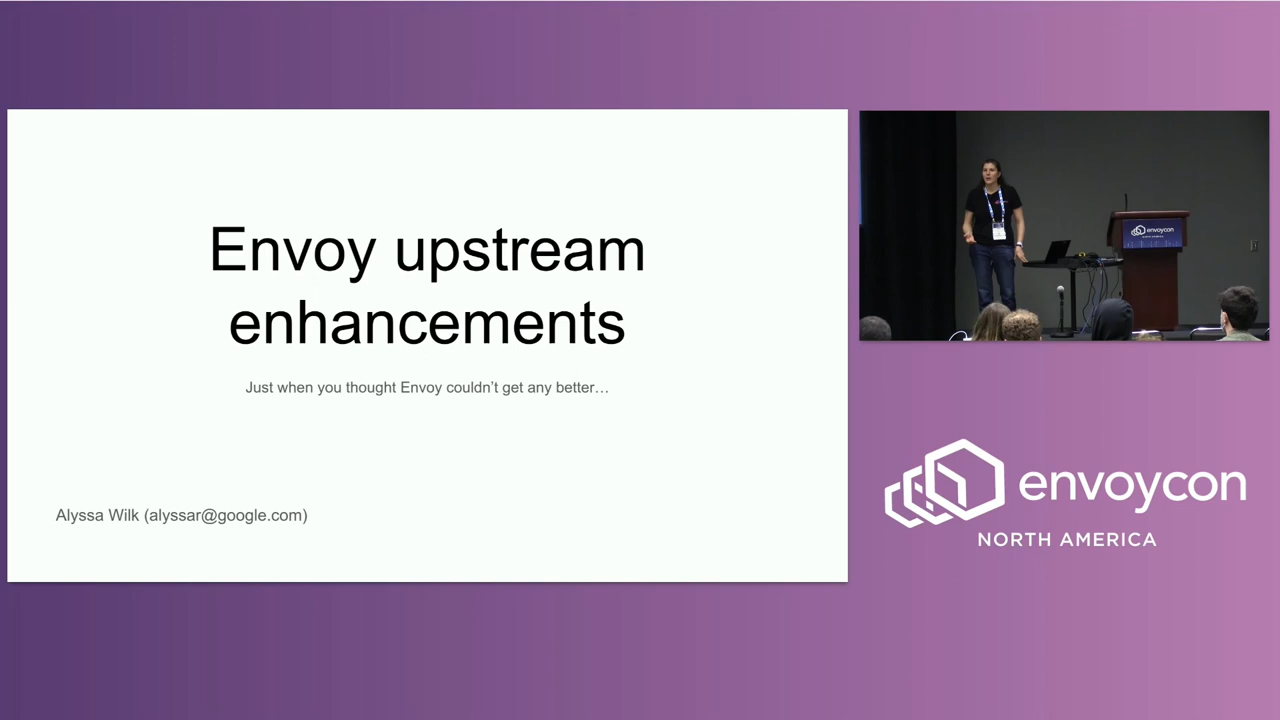 Envoy upstream
enhancements
Just when you thought Envoy couldn't get any better…
Alyssa Wilk (alyssar@google.com)
envoycon
envoycon
NORTH AMERICA